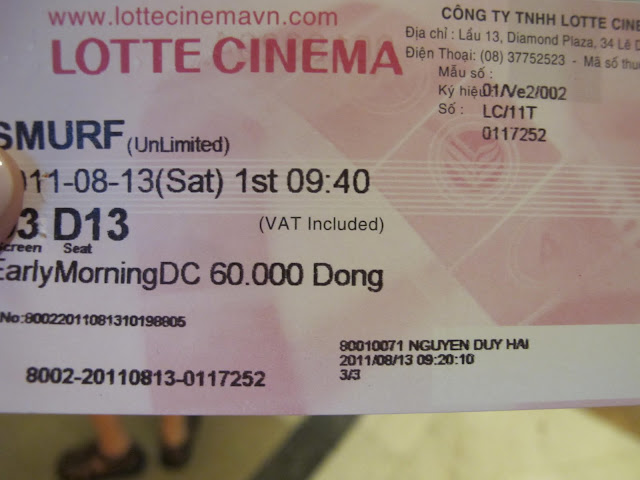 www.lottecinemavn.com
LOTTE CINEMA
CÔNG TY TNHH LOTTE CINE
Địa chỉ : Lầu 13, Diamond Plaza, 34 Lê D
Điện Thoại: (08) 37752523 - Mã số thu
Mẫu số :
Ký hiệu: 01/Ve2/002
Số : LC/11T
0117252
SMURF (UnLimited)
011-08-13(Sat) 1st 09:40
3 D13 (VAT Included)
creen Seat
EarlyMorningDC 60.000 Dong
No:80022011081310198805
80010071 NGUYEN DUY HAI
2011/08/13 09:20:10
3/3
8002-20110813-0117252